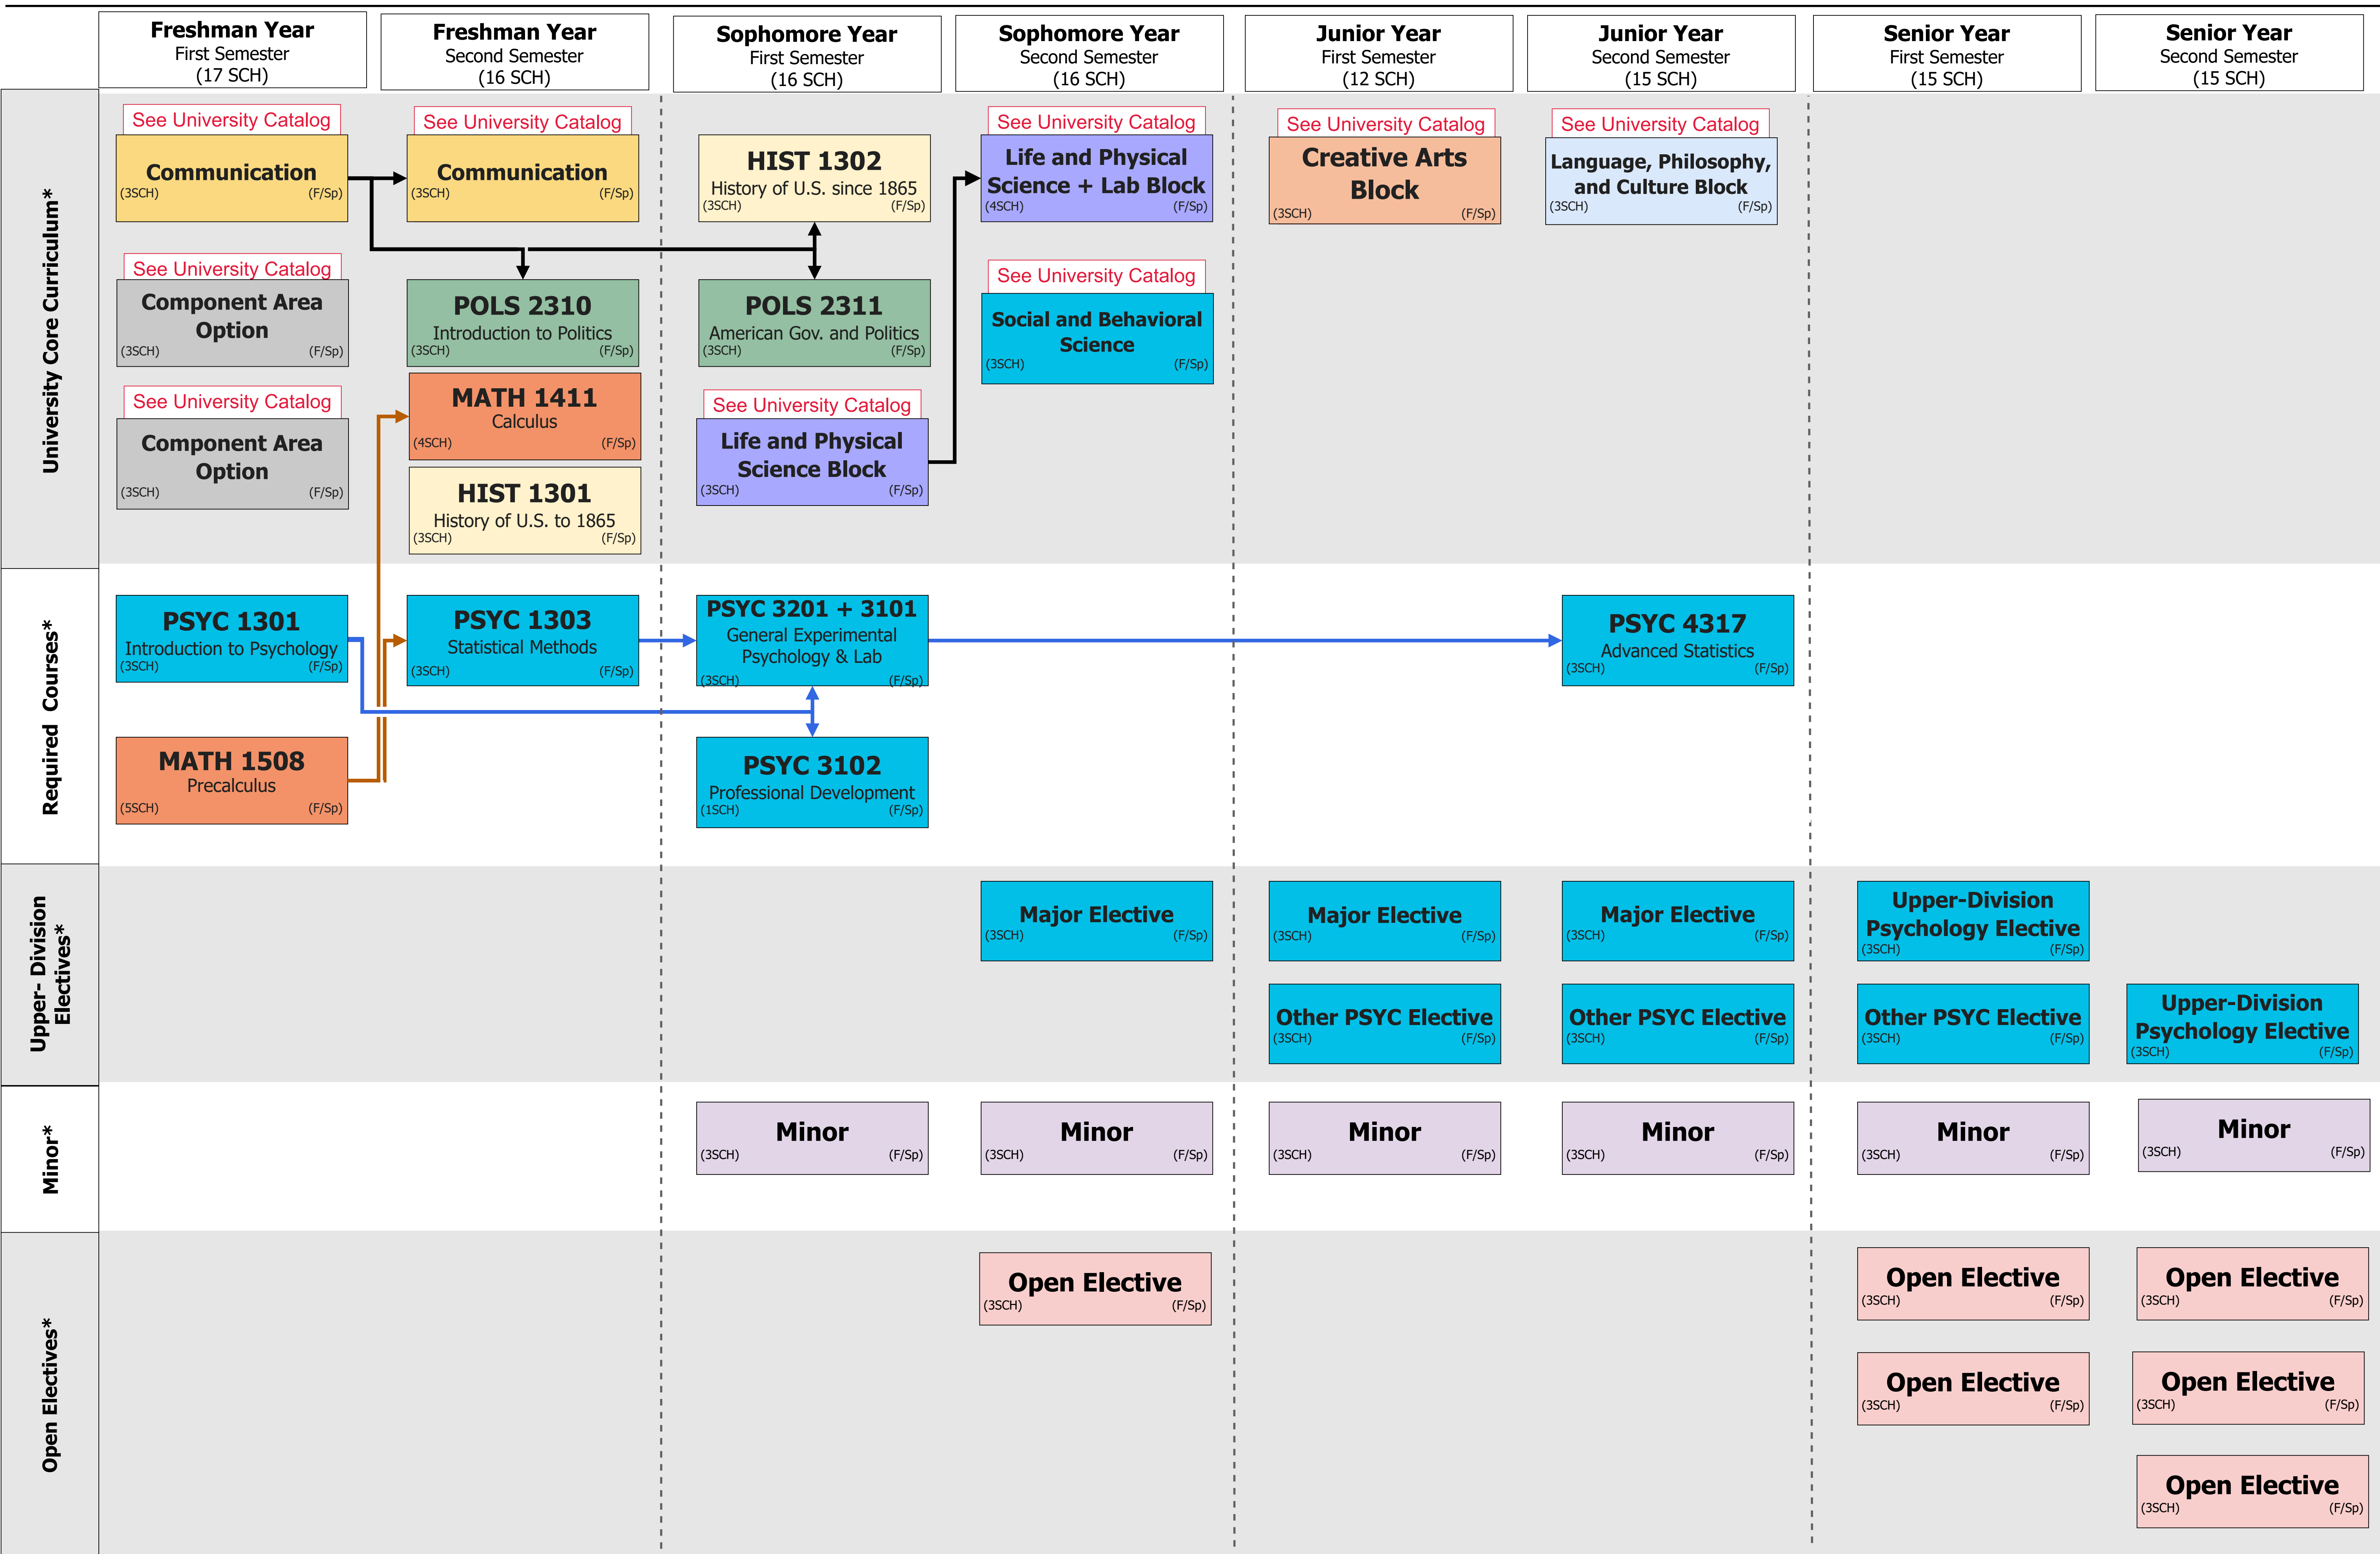 Freshman Year
First Semester
(17 SCH)
Freshman Year
Second Semester
(16 SCH)
Sophomore Year
First Semester
(16 SCH)
Sophomore Year
Second Semester
(16 SCH)
Junior Year
First Semester
(12 SCH)
Junior Year
Second Semester
(15 SCH)
Senior Year
First Semester
(15 SCH)
Senior Year
Second Semester
(15 SCH)
University Core Curriculum*
See University Catalog
Communication
(3SCH) (F/Sp)
See University Catalog
Communication
(3SCH) (F/Sp)
HIST 1302
History of U.S. since 1865
(3SCH) (F/Sp)
See University Catalog
Life and Physical
Science + Lab Block
(4SCH) (F/Sp)
See University Catalog
Creative Arts
Block
(3SCH) (F/Sp)
See University Catalog
Language, Philosophy,
and Culture Block
(3SCH) (F/Sp)
See University Catalog
Component Area
Option
(3SCH) (F/Sp)
POLS 2310
Introduction to Politics
(3SCH) (F/Sp)
POLS 2311
American Gov. and Politics
(3SCH) (F/Sp)
See University Catalog
Social and Behavioral
Science
(3SCH) (F/Sp)
See University Catalog
Component Area
Option
(3SCH) (F/Sp)
MATH 1411
Calculus
(4SCH) (F/Sp)
HIST 1301
History of U.S. to 1865
(3SCH) (F/Sp)
See University Catalog
Life and Physical
Science Block
(3SCH) (F/Sp)
Required Courses*
PSYC 1301
Introduction to Psychology
(3SCH) (F/Sp)
PSYC 1303
Statistical Methods
(3SCH) (F/Sp)
PSYC 3201 + 3101
General Experimental
Psychology & Lab
(3SCH) (F/Sp)
PSYC 4317
Advanced Statistics
(3SCH) (F/Sp)
MATH 1508
Precalculus
(5SCH) (F/Sp)
PSYC 3102
Professional Development
(1SCH) (F/Sp)
Upper- Division
Electives*
Major Elective
(3SCH) (F/Sp)
Major Elective
(3SCH) (F/Sp)
Major Elective
(3SCH) (F/Sp)
Upper-Division
Psychology Elective
(3SCH) (F/Sp)
Other PSYC Elective
(3SCH) (F/Sp)
Other PSYC Elective
(3SCH) (F/Sp)
Other PSYC Elective
(3SCH) (F/Sp)
Upper-Division
Psychology Elective
(3SCH) (F/Sp)
Minor*
Minor
(3SCH) (F/Sp)
Minor
(3SCH) (F/Sp)
Minor
(3SCH) (F/Sp)
Minor
(3SCH) (F/Sp)
Minor
(3SCH) (F/Sp)
Minor
(3SCH) (F/Sp)
Open Electives*
Open Elective
(3SCH) (F/Sp)
Open Elective
(3SCH) (F/Sp)
Open Elective
(3SCH) (F/Sp)
Open Elective
(3SCH) (F/Sp)
Open Elective
(3SCH) (F/Sp)
Open Elective
(3SCH) (F/Sp)